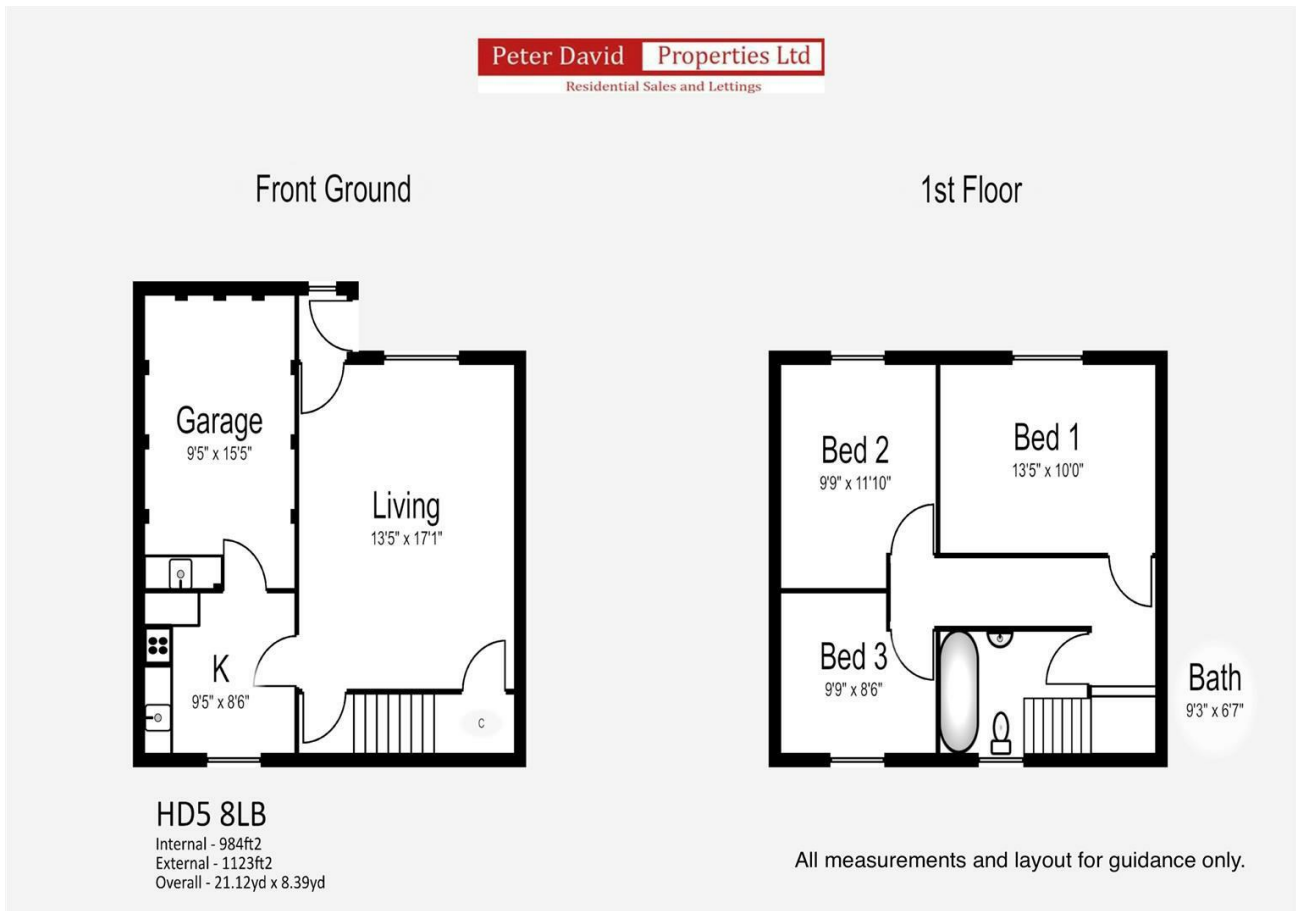 Peter David Properties Ltd
Residential Sales and Lettings
Front Ground
1st Floor
Garage
9'5" x 15'5"
Living
13'5" x 17'1"
K
9'5" x 8'6"
C
Bed 2
9'9" x 11'10"
Bed 1
13'5" x 10'0"
Bed 3
9'9" x 8'6"
Bath
9'3" x 6'7"
HD5 8LB
Internal - 984ft2
External - 1123ft2
Overall - 21.12yd x 8.39yd
All measurements and layout for guidance only.